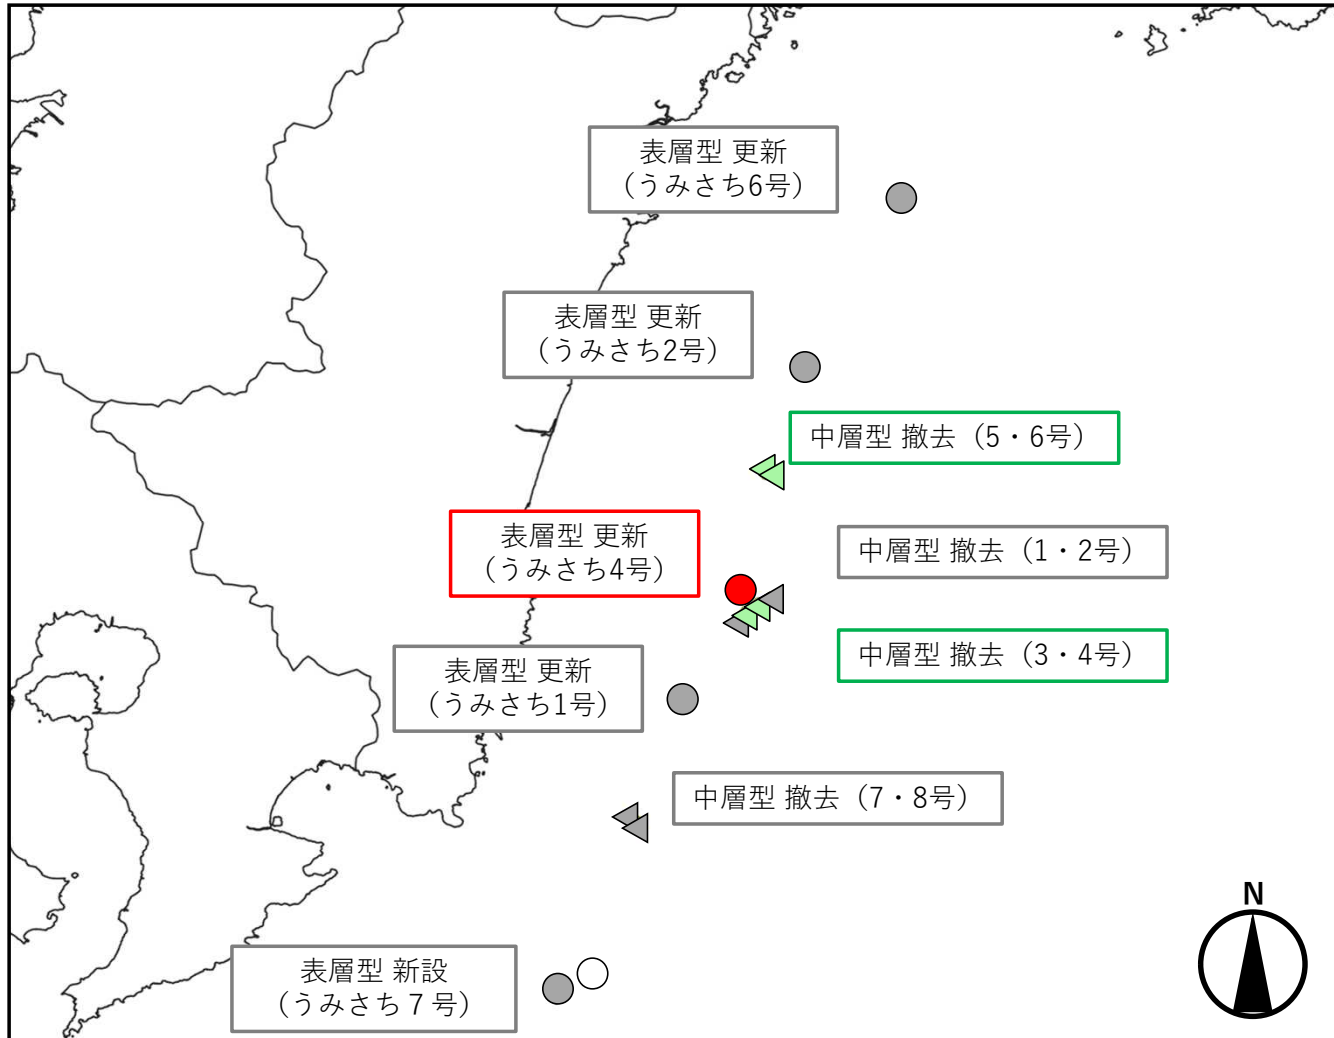 表層型 更新
（うみさち6号）
表層型 更新
（うみさち2号）
中層型 撤去（5・6号）
表層型 更新
（うみさち4号）
中層型 撤去（1・2号）
中層型 撤去（3・4号）
表層型 更新
（うみさち1号）
中層型 撤去（7・8号）
N
表層型 新設
（うみさち７号）